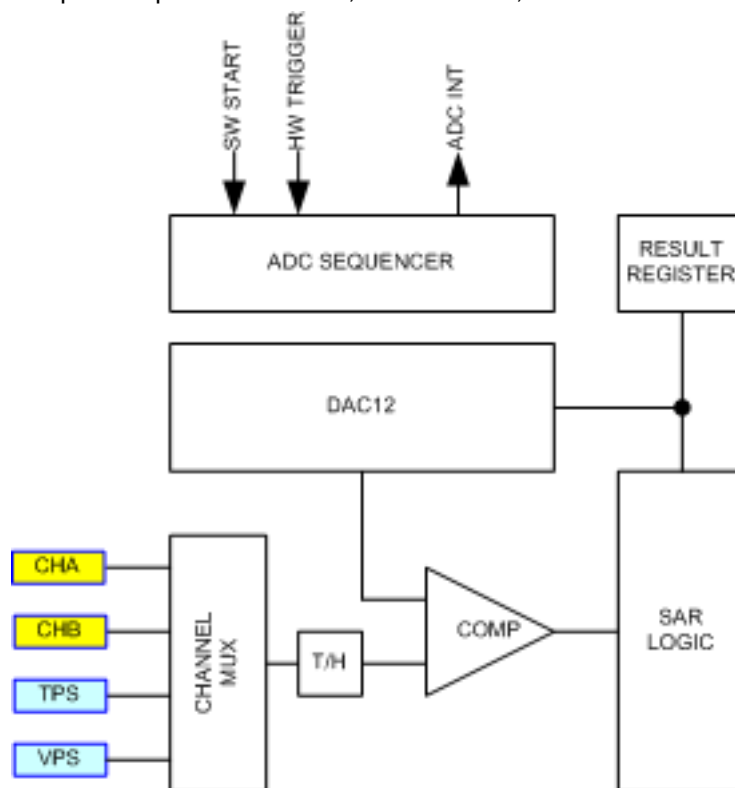 SW START
HW TRIGGER
ADC INT
ADC SEQUENCER
RESULT
REGISTER
DAC12
CHA
CHB
TPS
VPS
CHANNEL
MUX
T/H
COMP
SAR
LOGIC